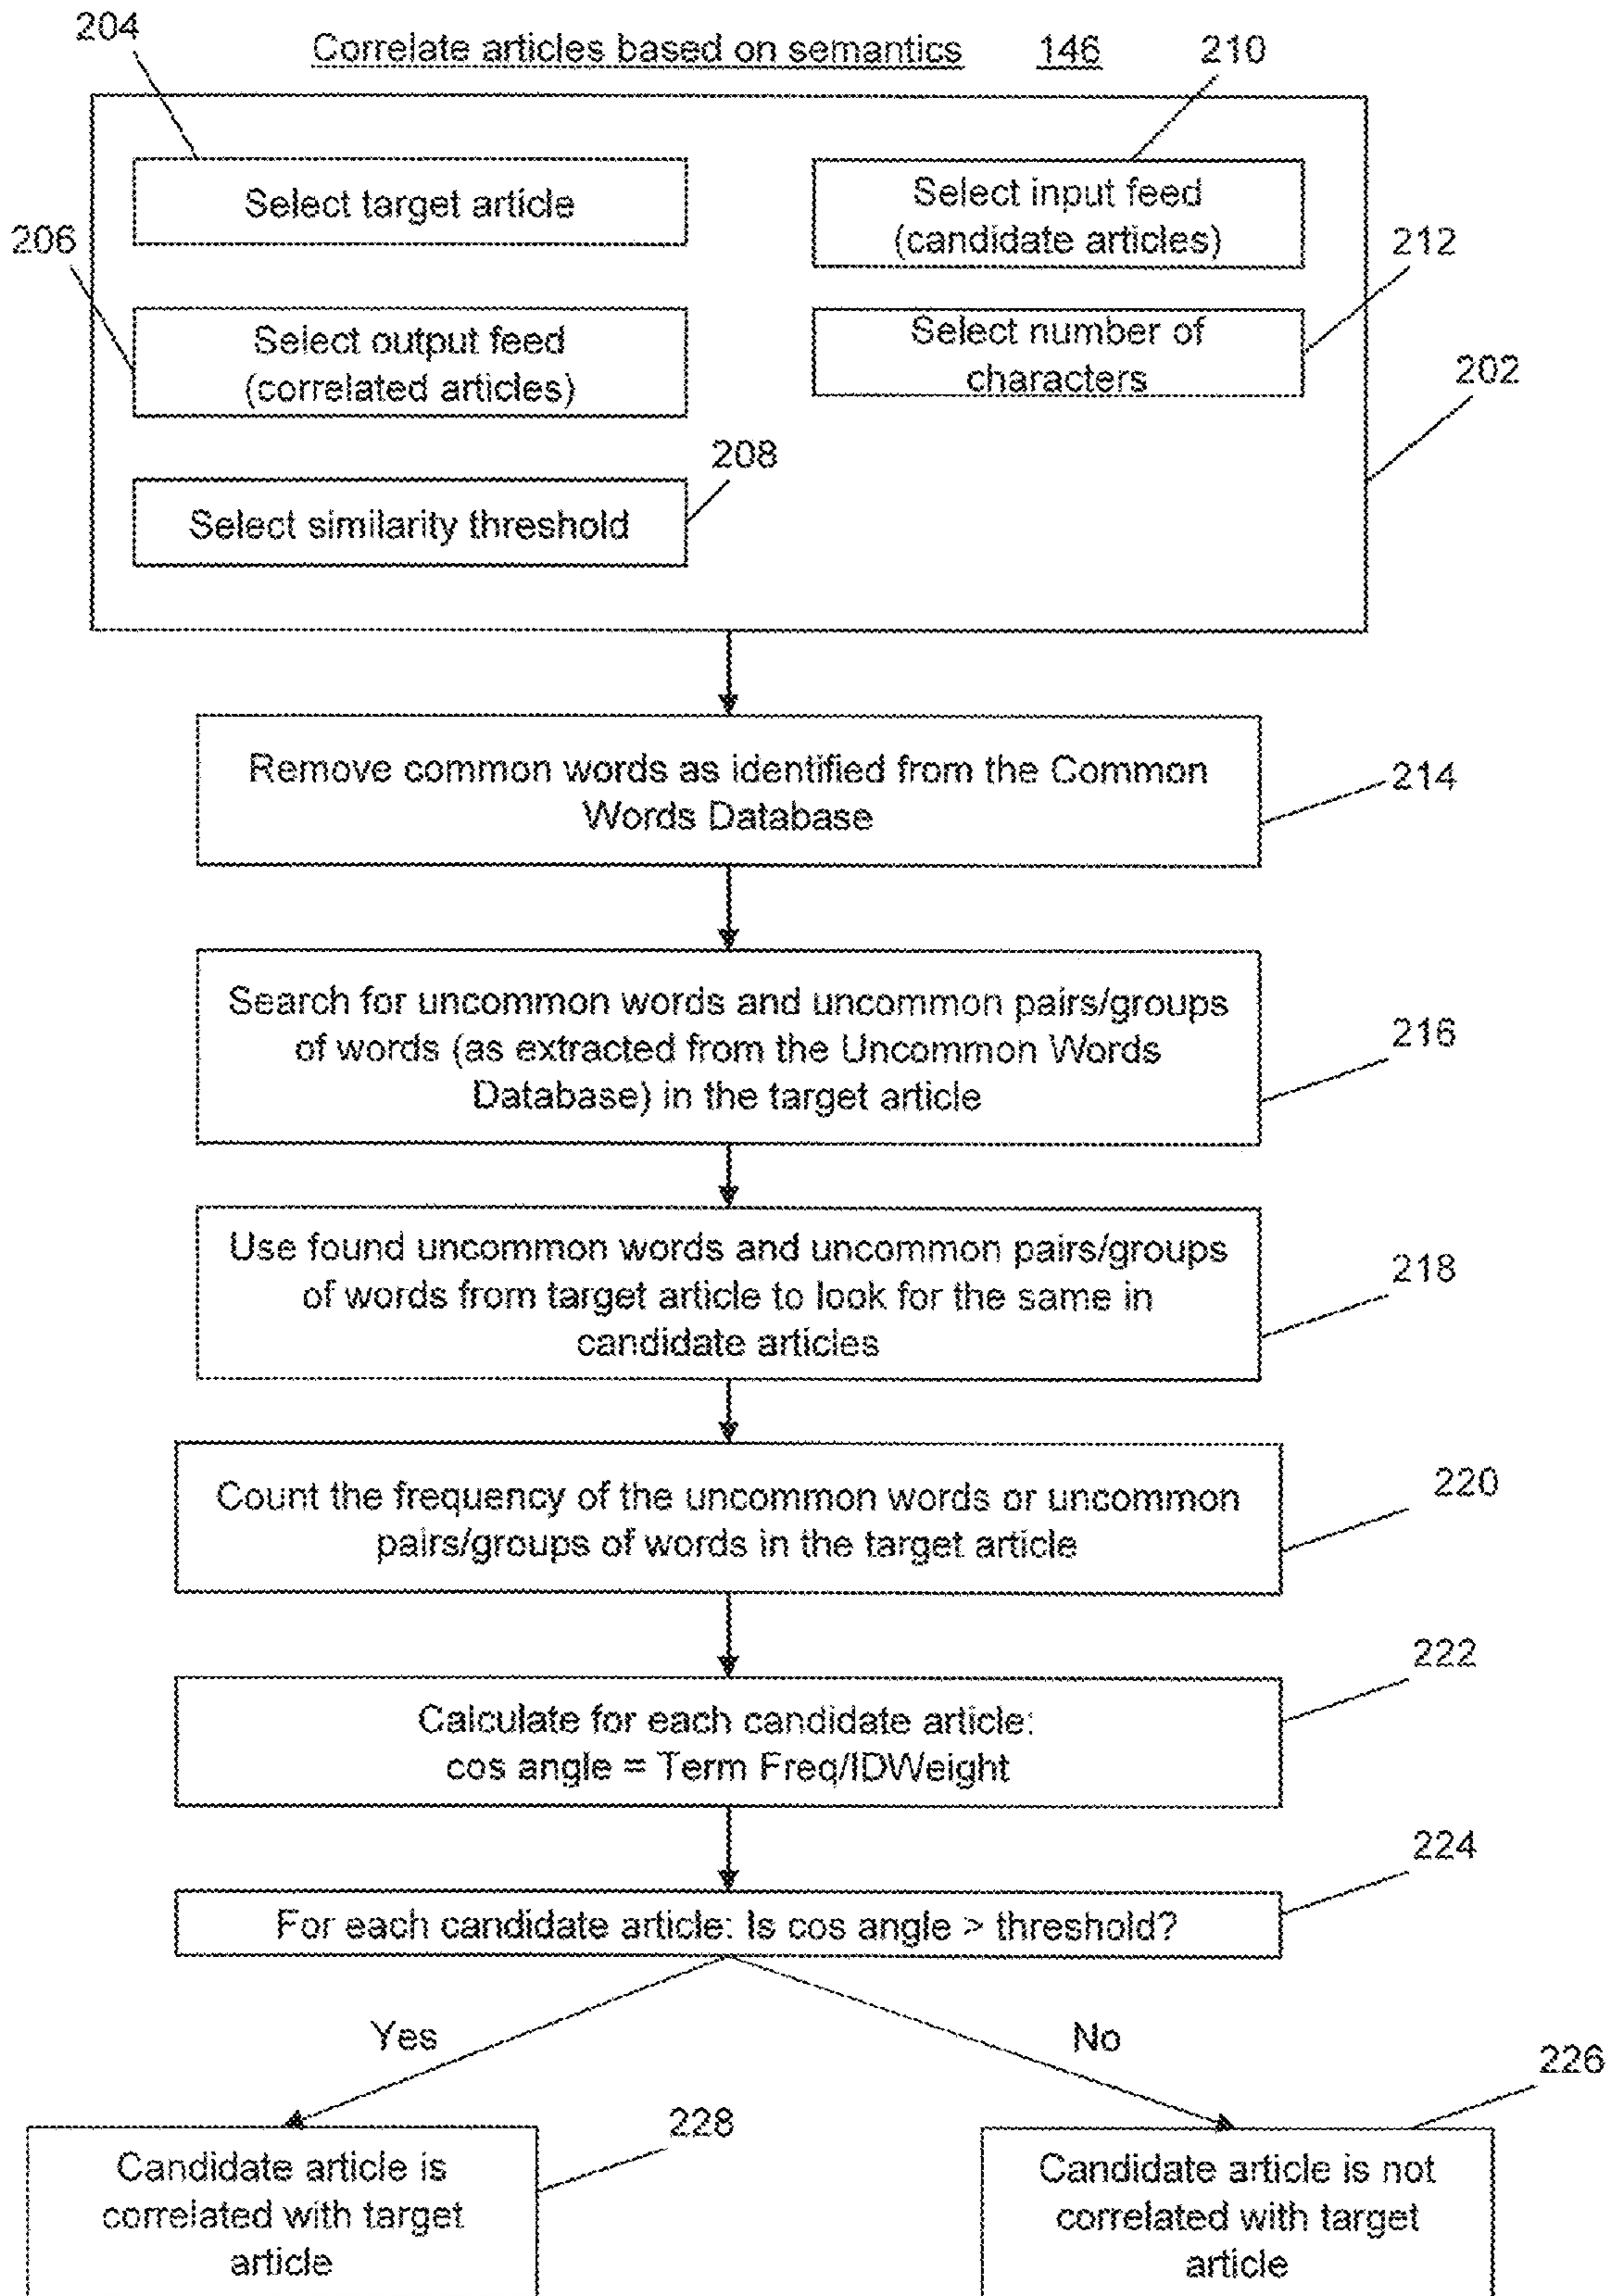 204
Correlate articles based on semantics 146
210
Select target article
Select input feed
(candidate articles)
206
212
Select output feed
(correlated articles)
Select number of
characters
202
208
Select similarity threshold
Remove common words as identified from the Common
Words Database
214
Search for uncommon words and uncommon pairs/groups
of words (as extracted from the Uncommon Words
Database) in the target article
216
Use found uncommon words and uncommon pairs/groups
of words from target article to look for the same in
candidate articles
218
Count the frequency of the uncommon words or uncommon
pairs/groups of words in the target article
220
222
Calculate for each candidate article:
cos angle = Term Freq/IDWeight
224
For each candidate article: Is cos angle > threshold?
Yes
No
226
228
Candidate article is
correlated with target
article
Candidate article is not
correlated with target
article